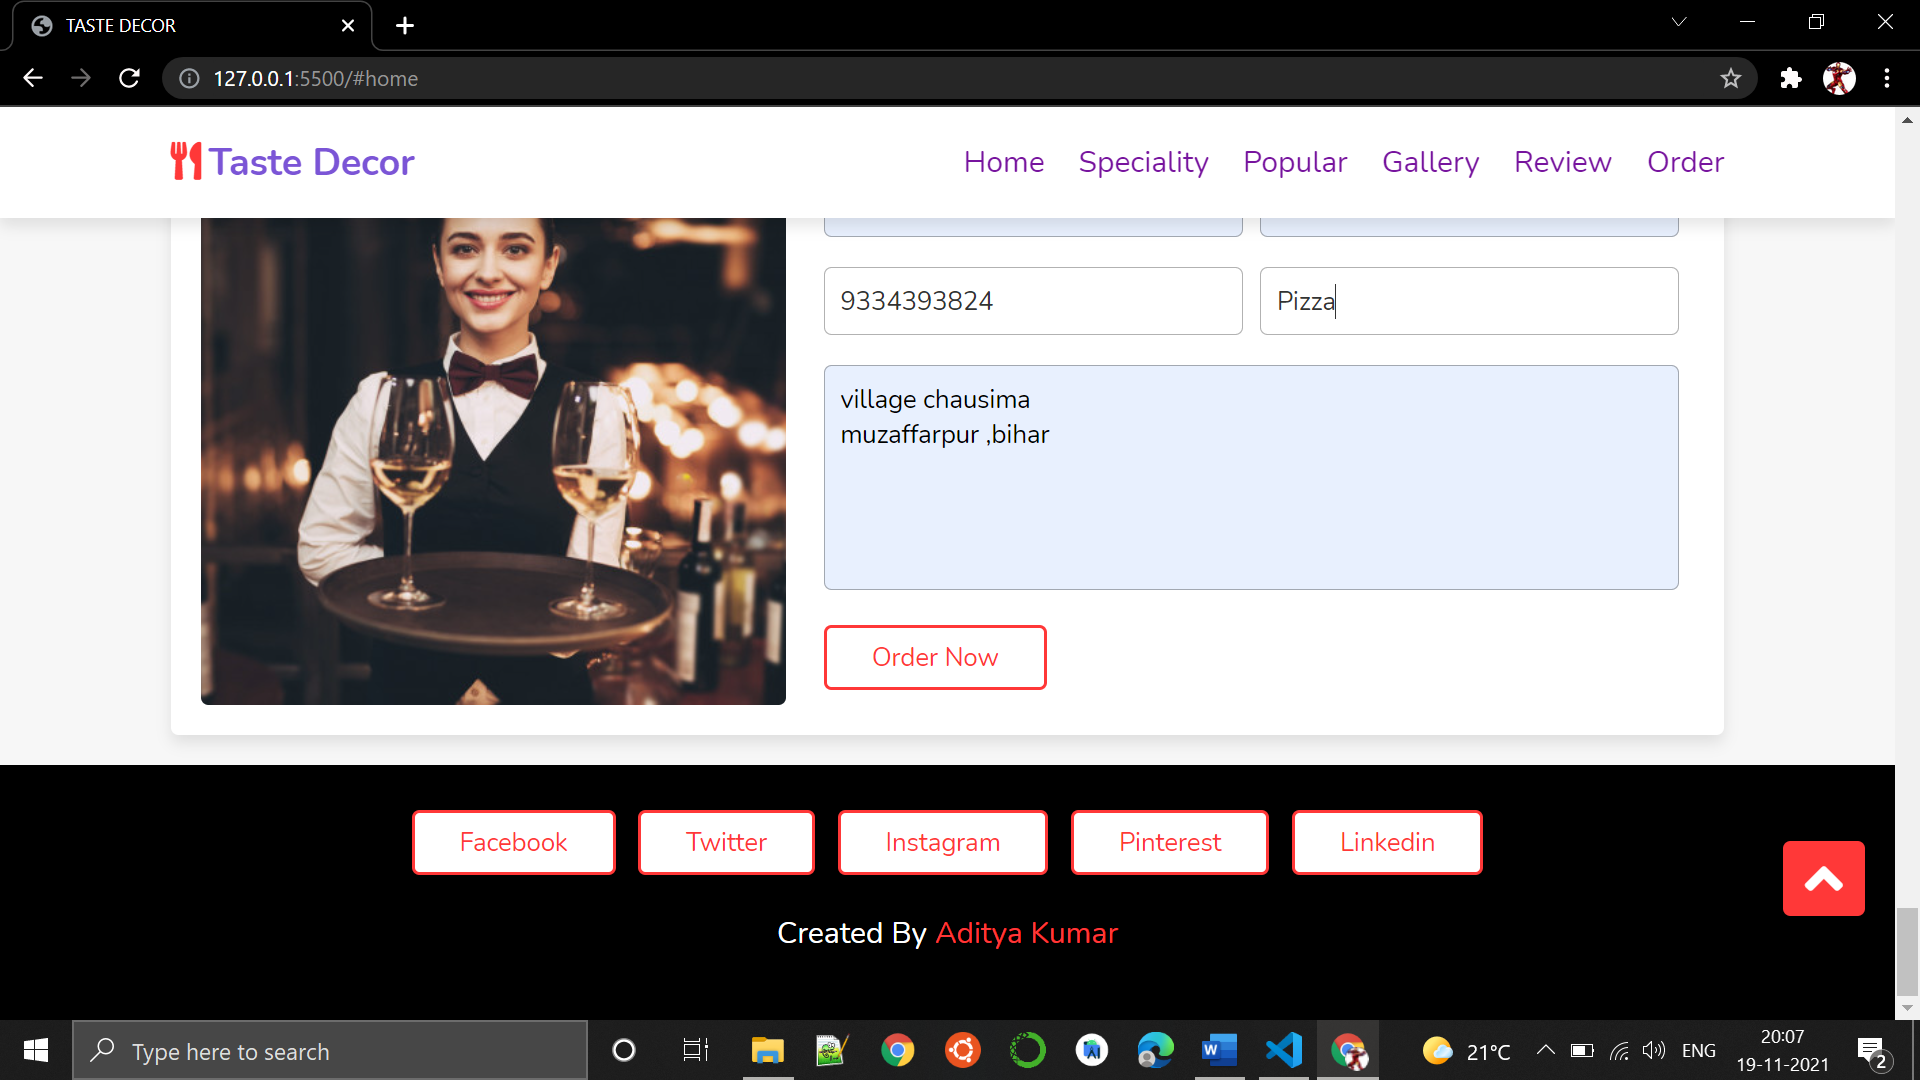 TASTE DECOR
127.0.0.1:5500/#home
Taste Decor
Home Speciality Popular Gallery Review Order
9334393824
Pizza
village chausima
muzaffarpur ,bihar
Order Now
Facebook Twitter Instagram Pinterest Linkedin
Created By Aditya Kumar
Type here to search
21°C
ENG
20:07
19-11-2021
2